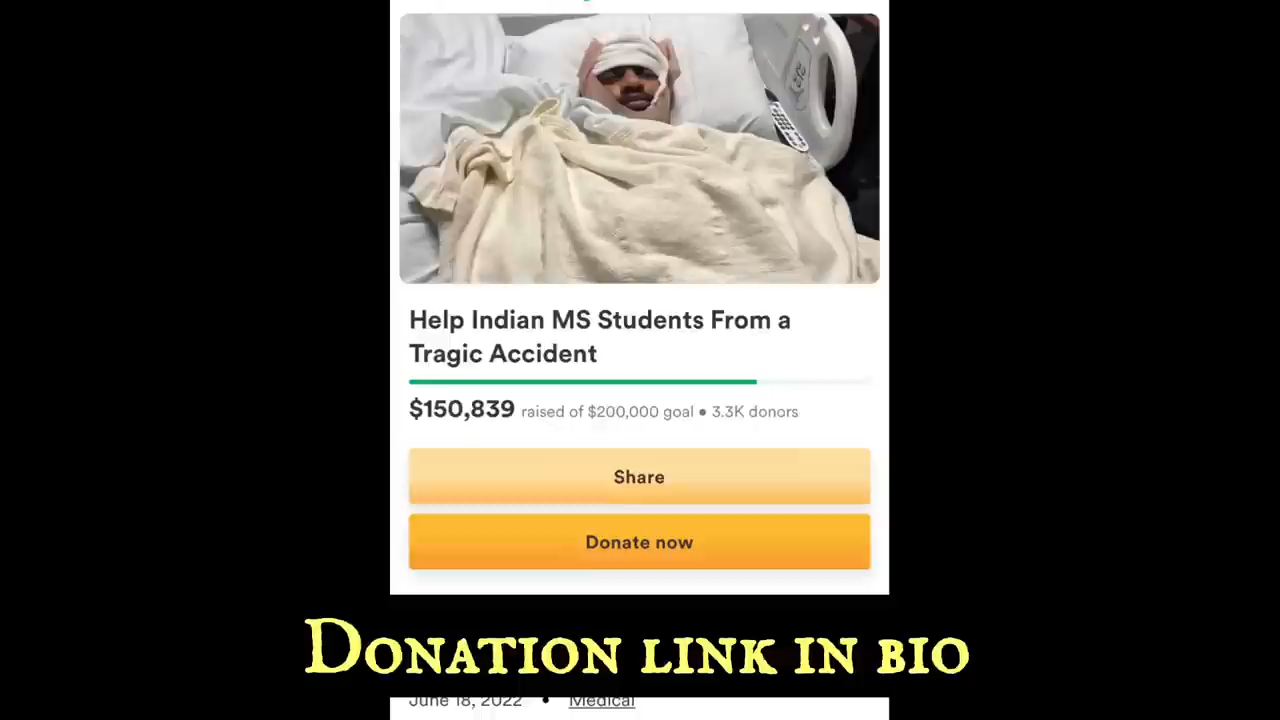 Help Indian MS Students From a
Tragic Accident
$150,839 raised of $200,000 goal • 3.3K donors
Share
Donate now
Donation link in bio
June 18, 2022 • Medical